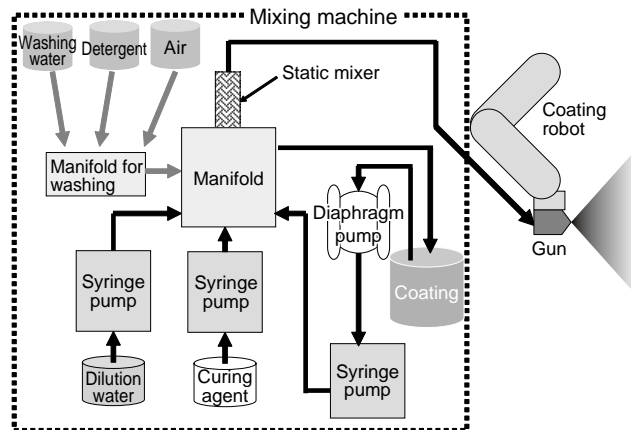 Mixing machine
Washing
water
Detergent
Air
Static mixer
Coating
robot
Manifold for
washing
Manifold
Diaphragm
pump
Gun
Syringe
pump
Syringe
pump
Coating
Dilution
water
Curing
agent
Syringe
pump